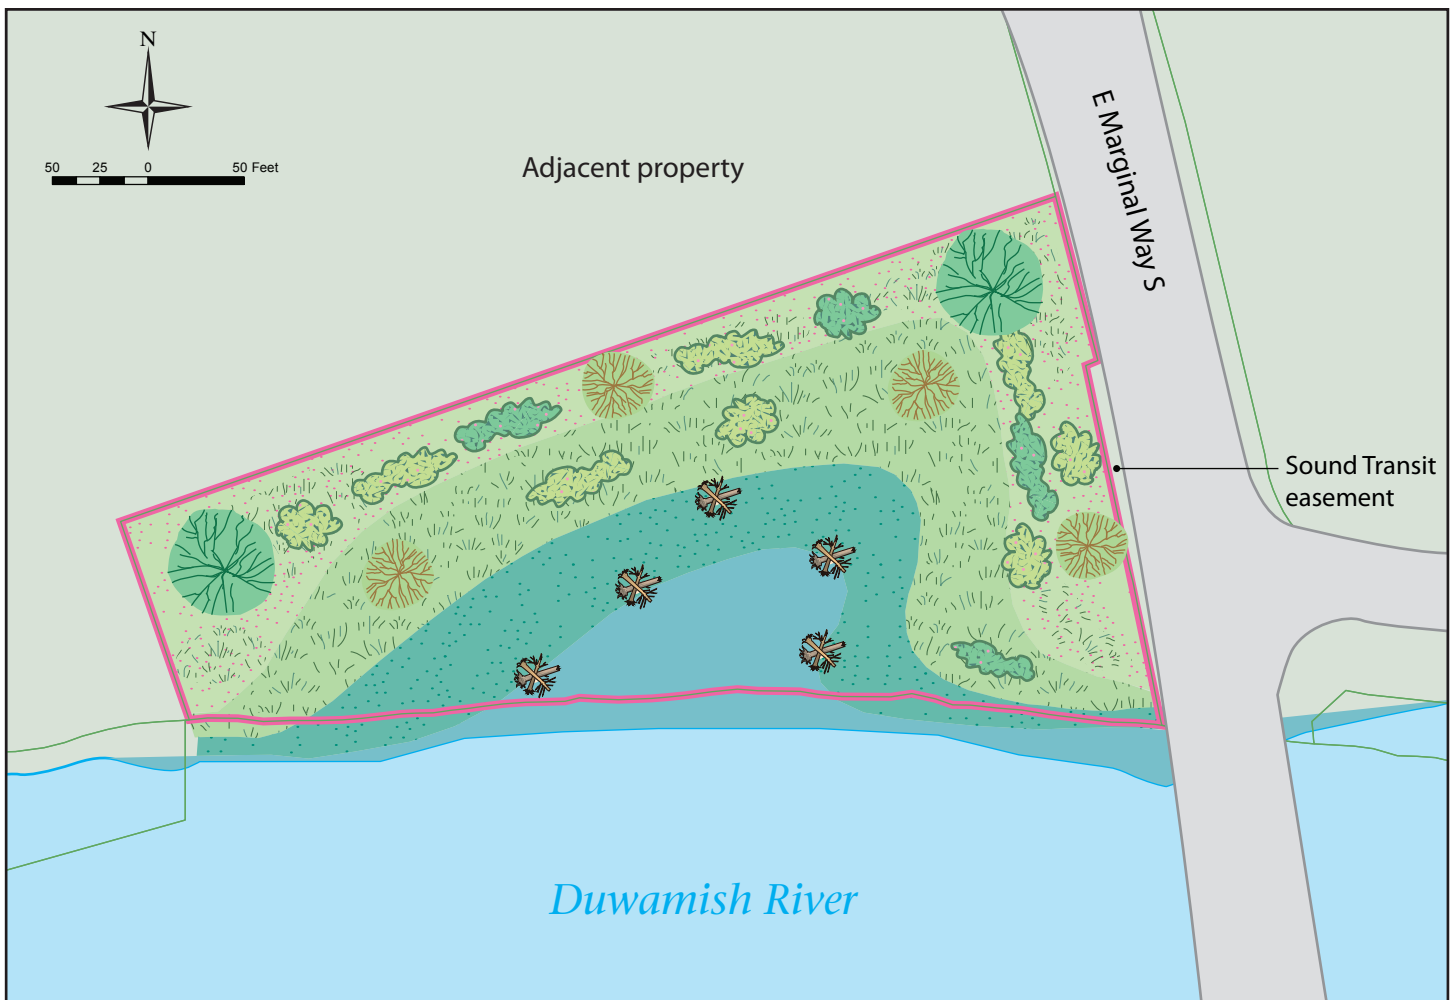 N
50 25 0 50 Feet
Adjacent property
E Marginal Way S
Sound Transit
easement
Duwamish River